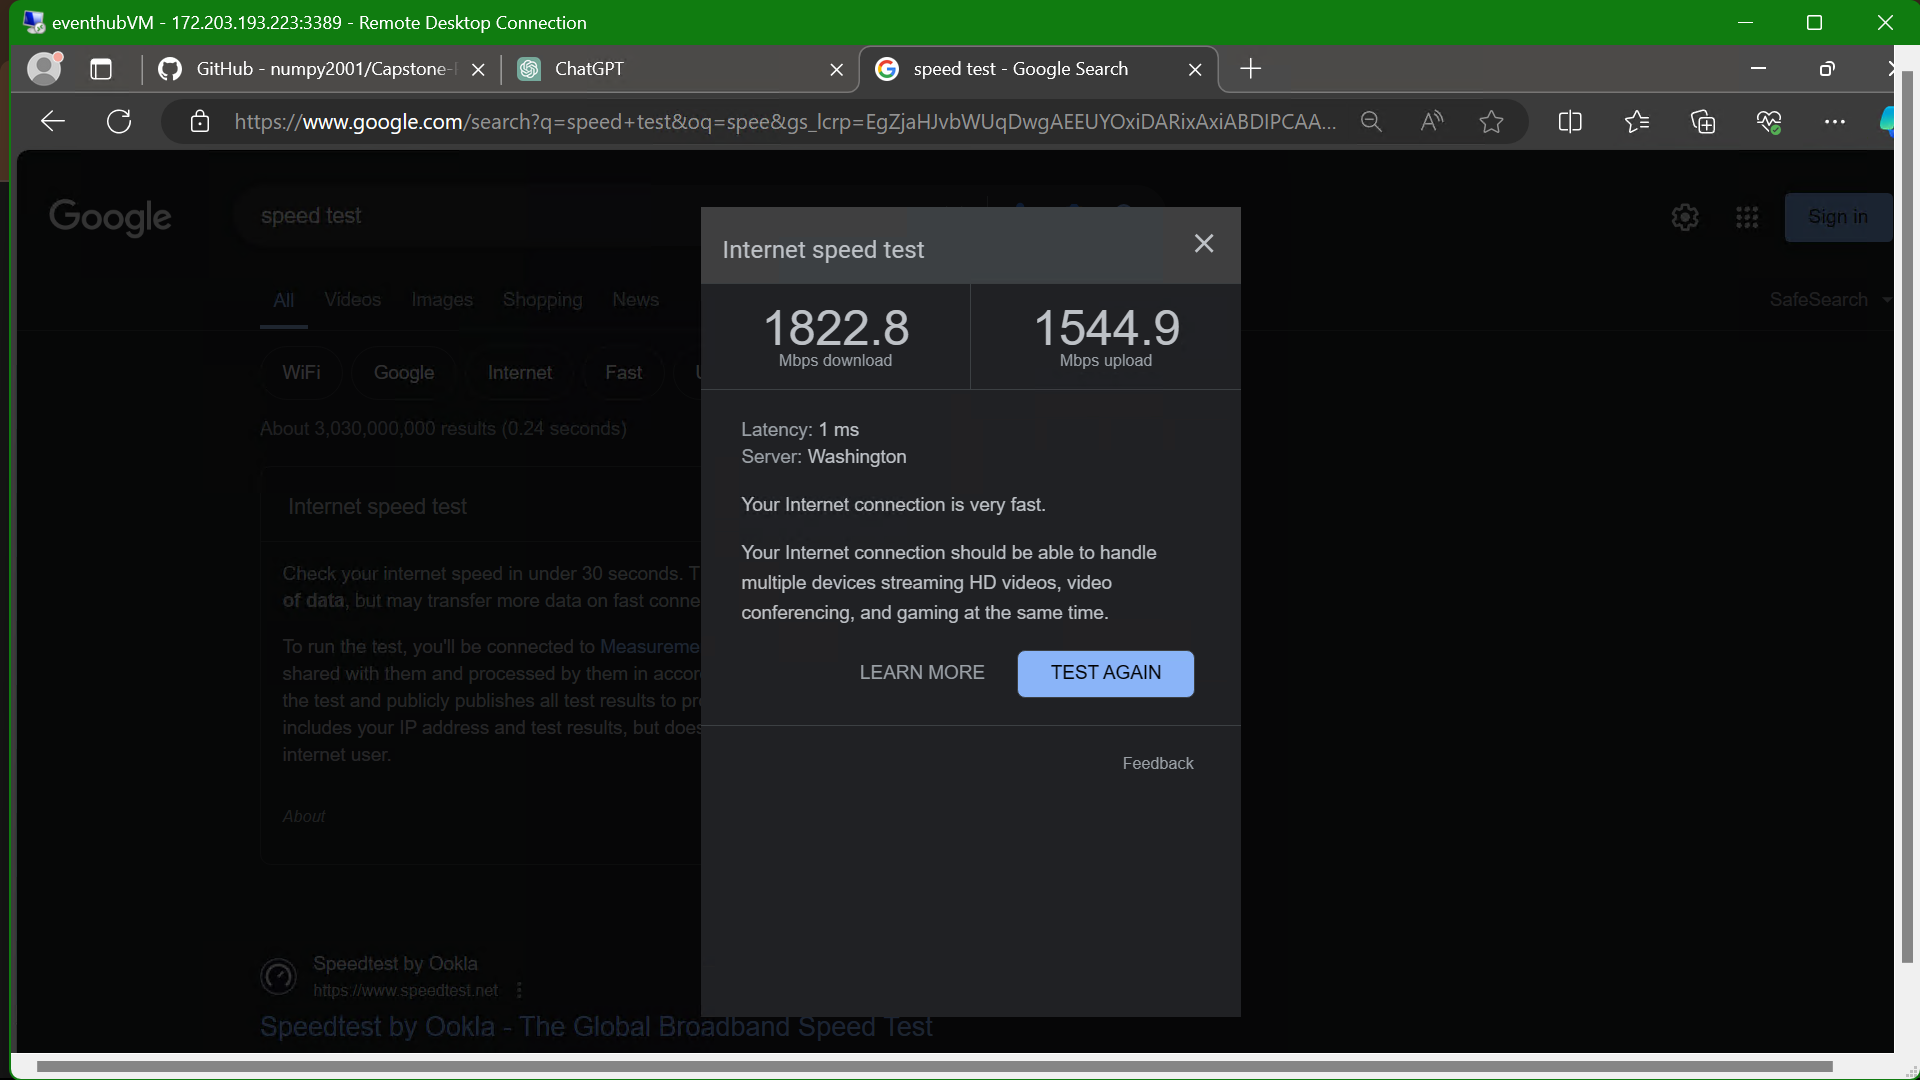 eventhubVM - 172.203.193.223:3389 - Remote Desktop Connection
GitHub - numpy2001/Capstone-
ChatGPT
speed test - Google Search
https://www.google.com/search?q=speed+test&oq=spee&gs_lcrp=EgZjaHJvbWUqDwgAEEUYOxiDARixAxiABDIPCAA...
Google
speed test
Sign in
All Videos Images Shopping News
SafeSearch
WiFi Google Internet Fast
About 3,030,000,000 results (0.24 seconds)
Internet speed test
Check your internet speed in under 30 seconds. T
of data, but may transfer more data on fast conne
To run the test, you'll be connected to Measureme
shared with them and processed by them in accor
the test and publicly publishes all test results to pr
includes your IP address and test results, but does
internet user.
About
Internet speed test
1822.8
Mbps download
1544.9
Mbps upload
Latency: 1 ms
Server: Washington
Your Internet connection is very fast.
Your Internet connection should be able to handle
multiple devices streaming HD videos, video
conferencing, and gaming at the same time.
LEARN MORE
TEST AGAIN
Feedback
Speedtest by Ookla
https://www.speedtest.net
Speedtest by Ookla - The Global Broadband Speed Test